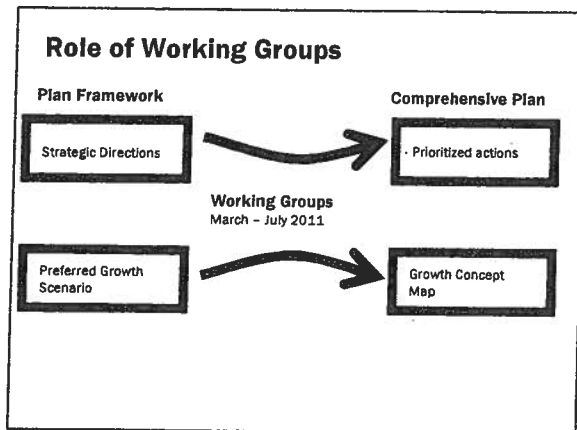 Role of Working Groups
Plan Framework
Comprehensive Plan
Strategic Directions
· Prioritized actions
Working Groups
March – July 2011
Preferred Growth
Scenario
Growth Concept
Map